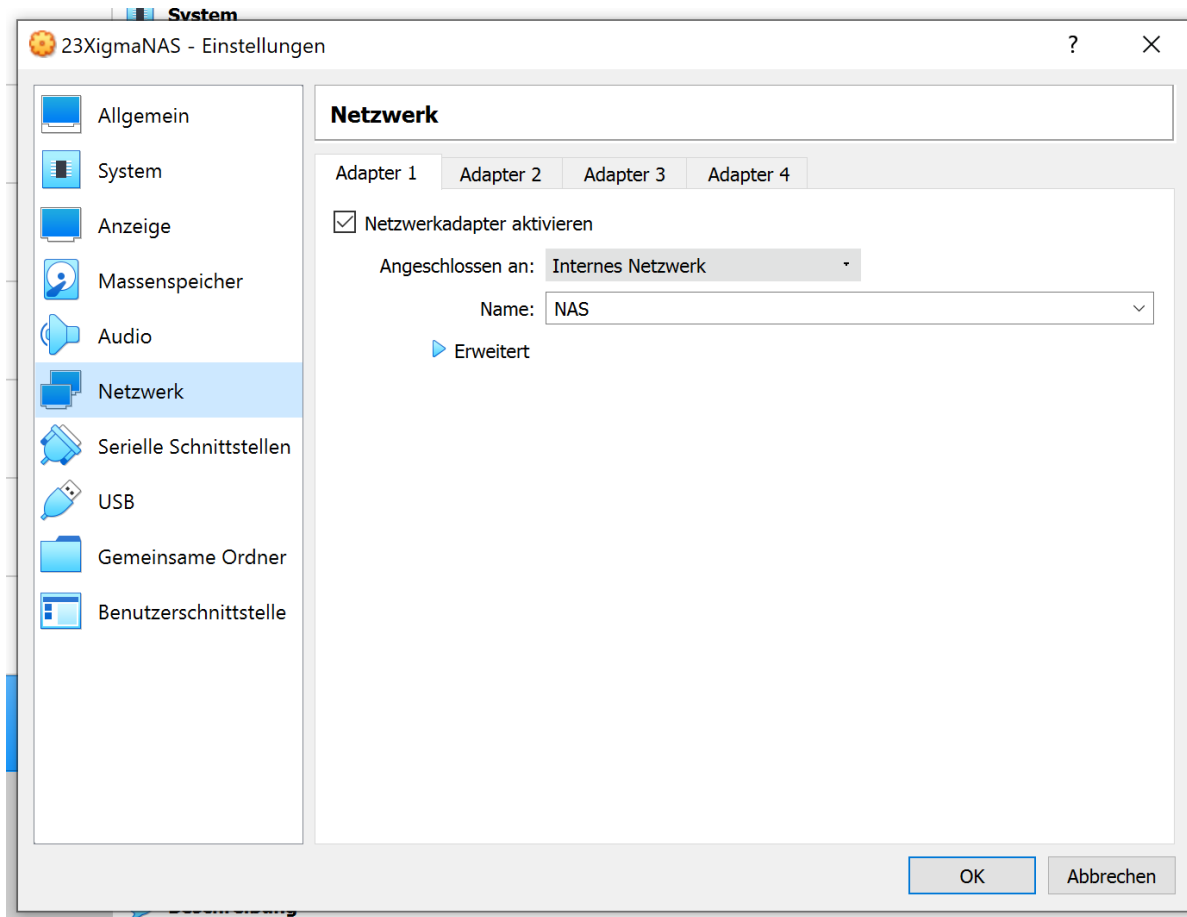 System
23XigmaNAS - Einstellungen
?
Allgemein
System
Anzeige
Massenspeicher
Audio
Netzwerk
Serielle Schnittstellen
USB
Gemeinsame Ordner
Benutzerschnittstelle
Netzwerk
Adapter 1 Adapter 2 Adapter 3 Adapter 4
Netzwerkadapter aktivieren
Angeschlossen an: Internes Netzwerk
Name: NAS
Erweitert
OK Abbrechen
Beschreibung